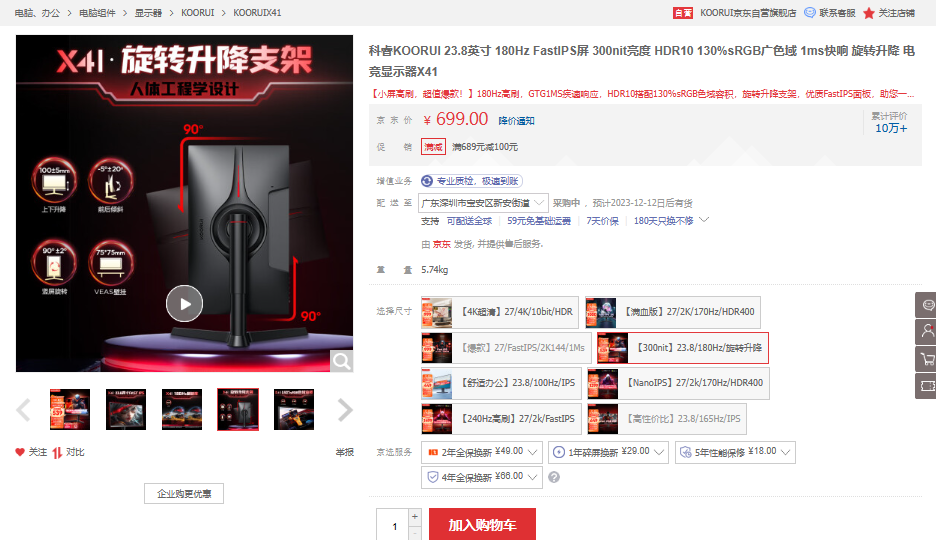 电脑、办公 > 电脑组件 > 显示器 > KOORUI > KOORUIX41
自营 KOORUI京东自营旗舰店 联系客服 关注店铺
X41·旋转升降支架
人体工程学设计
90°
100±5mm
上下升降
-5°±20°
前后倾斜
90°±2°
竖屏旋转
75*75mm
VEAS壁挂
KOORUI
90°
关注 对比
举报
企业购更优惠
科睿KOORUI 23.8英寸 180Hz FastIPS屏 300nit亮度 HDR10 130%sRGB广色域 1ms快响 旋转升降 电
竞显示器X41
【小屏高刷，超值爆款！】180Hz高刷，GTG1MS疾速响应，HDR10搭配130%sRGB色域容积，旋转升降支架，优质FastIPS面板，助您一...
京东价 ¥ 699.00 降价通知
累计评价
10万+
促销 满减 满689元减100元
增值业务 专业质检，极速到账
配送至 广东深圳市宝安区新安街道 采购中，预计2023-12-12日后有货
支持 可配送全球 59元免基础运费 7天价保 180天只换不修
由 京东 发货, 并提供售后服务.
重量 5.74kg
选择尺寸
【4K超清】27/4K/10bit/HDR
【满血版】27/2K/170Hz/HDR400
【爆款】27/FastIPS/2K144/1Ms
【300nit】23.8/180Hz/旋转升降
【舒适办公】23.8/100Hz/IPS
【NanoIPS】27/2k/170Hz/HDR400
【240Hz高刷】27/2k/FastIPS
【高性价比】23.8/165Hz/IPS
京选服务
2年全保换新 ¥49.00
1年碎屏换新 ¥29.00
5年性能保修 ¥18.00
4年全保换新 ¥66.00
?
1
+
-
加入购物车